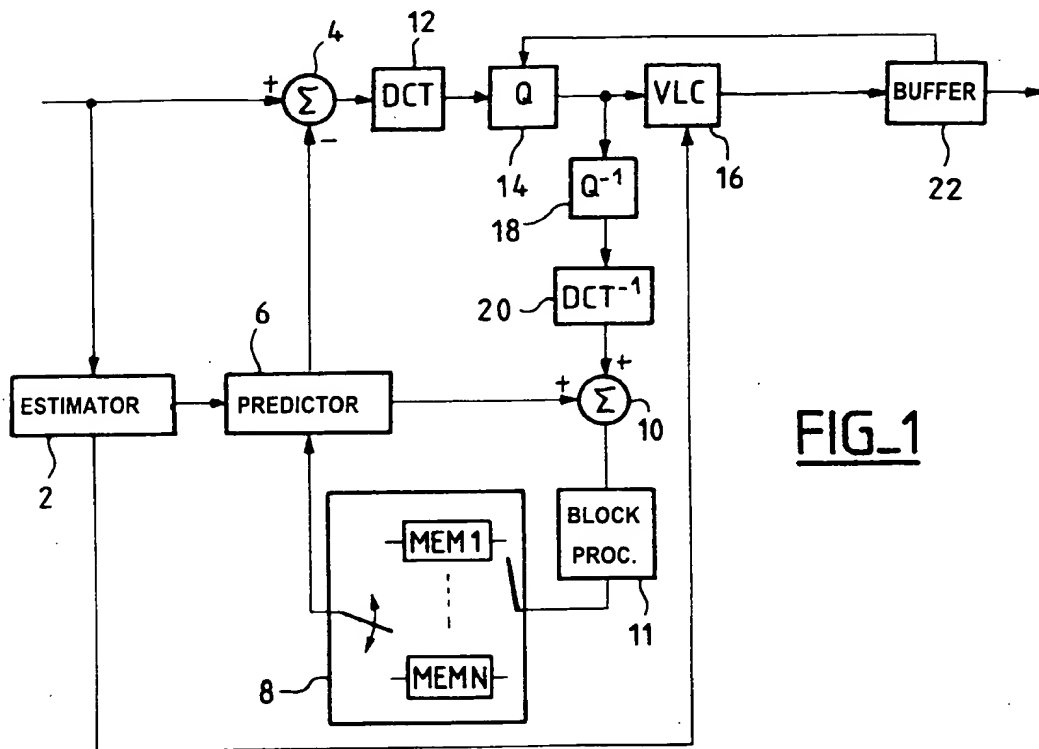 4
12
+
Σ
DCT
Q
VLC
BUFFER
−
14
16
22
Q⁻¹
18
DCT⁻¹
20
6
+
+
ESTIMATOR
PREDICTOR
Σ
10
2
FIG_1
BLOCK
PROC.
MEM1
11
8
MEMN